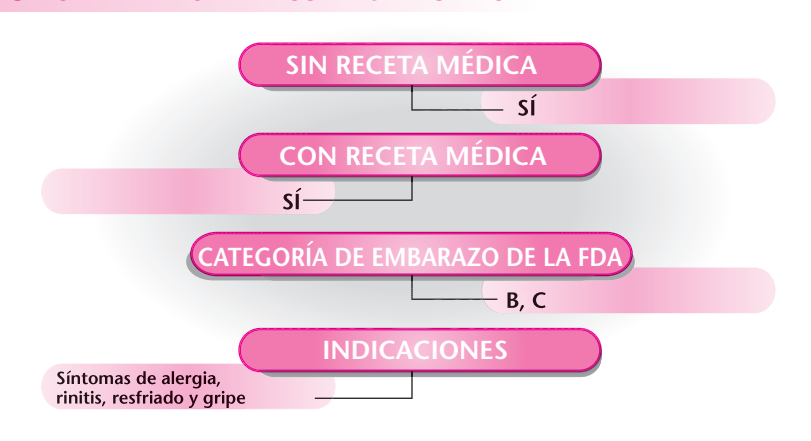 SIN RECETA MÉDICA
SÍ
CON RECETA MÉDICA
SÍ
CATEGORÍA DE EMBARAZO DE LA FDA
B, C
INDICACIONES
Síntomas de alergia,
rinitis, resfriado y gripe